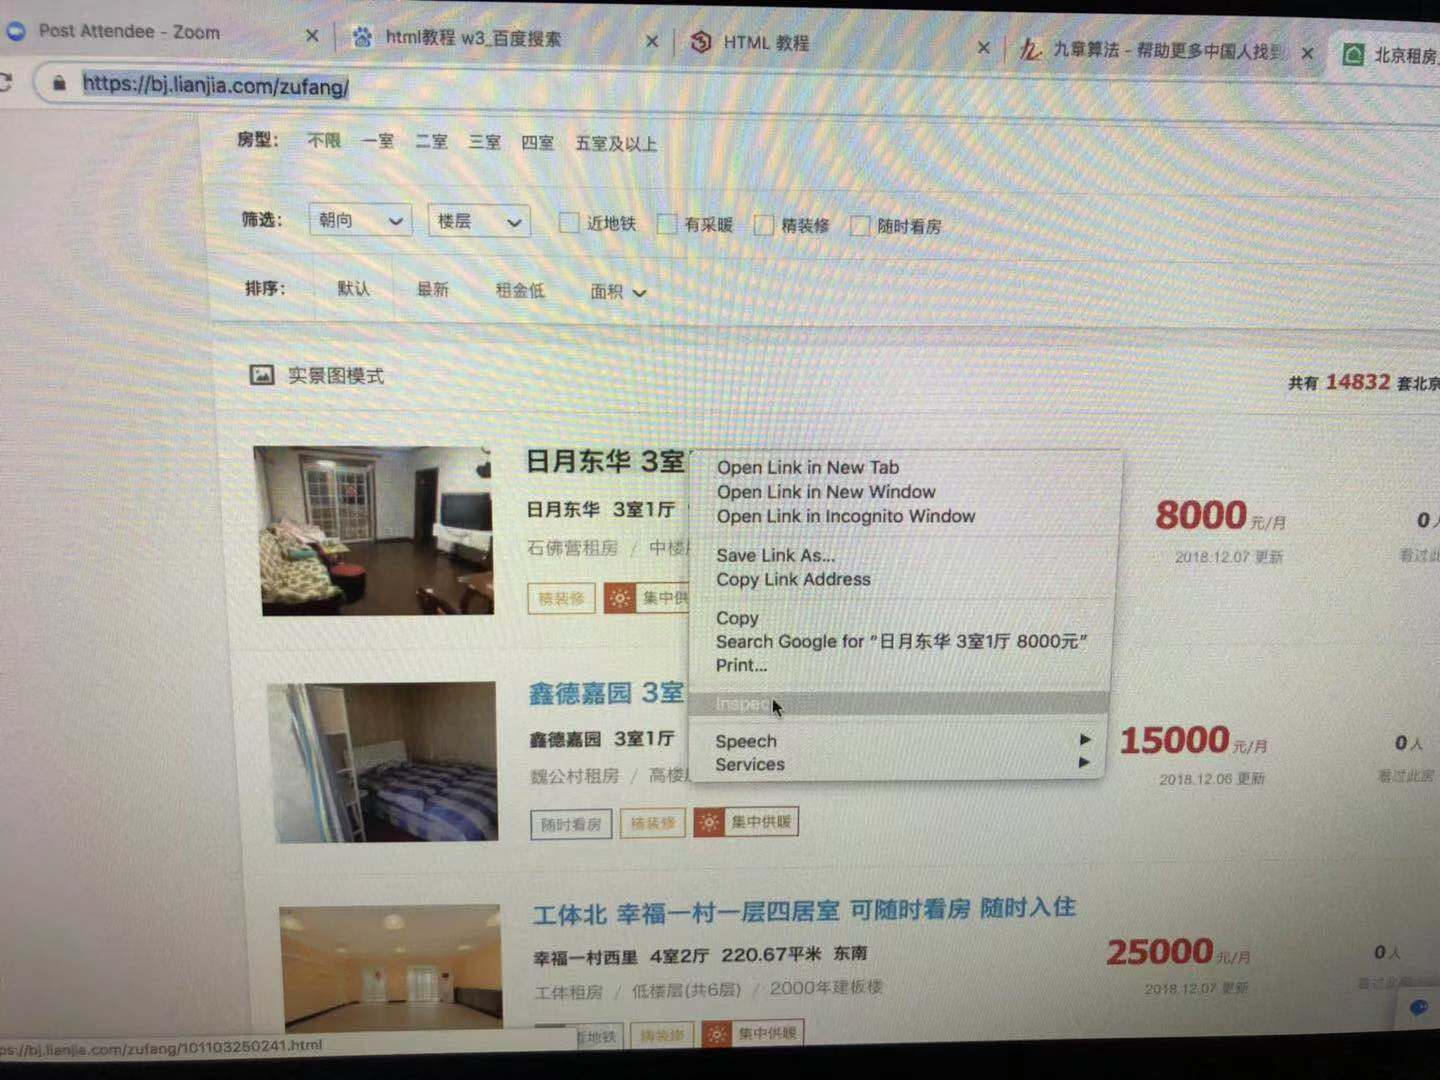 Post Attendee - Zoom
html教程 w3_百度搜索
HTML 教程
九章算法 - 帮助更多中国人找到
北京租房
https://bj.lianjia.com/zufang/
房型: 不限 一室 二室 三室 四室 五室及以上
筛选: 朝向 楼层 近地铁 有采暖 精装修 随时看房
排序: 默认 最新 租金低 面积
实景图模式
共有 14832 套北京
日月东华 3室
日月东华 3室1厅
石佛营租房 / 中楼
精装修 集中供
8000元/月
2018.12.07 更新
0人
看过此
Open Link in New Tab
Open Link in New Window
Open Link in Incognito Window
Save Link As...
Copy Link Address
Copy
Search Google for “日月东华 3室1厅 8000元”
Print...
Inspec
Speech
Services
鑫德嘉园 3室
鑫德嘉园 3室1厅
魏公村租房 / 高楼
随时看房 精装修 集中供暖
15000元/月
2018.12.06 更新
0人
看过此房
工体北 幸福一村一层四居室 可随时看房 随时入住
幸福一村西里 4室2厅 220.67平米 东南
工体租房 / 低楼层(共6层) / 2000年建板楼
近地铁 精装修 集中供暖
25000元/月
2018.12.07 更新
0人
ps://bj.lianjia.com/zufang/101103250241.html